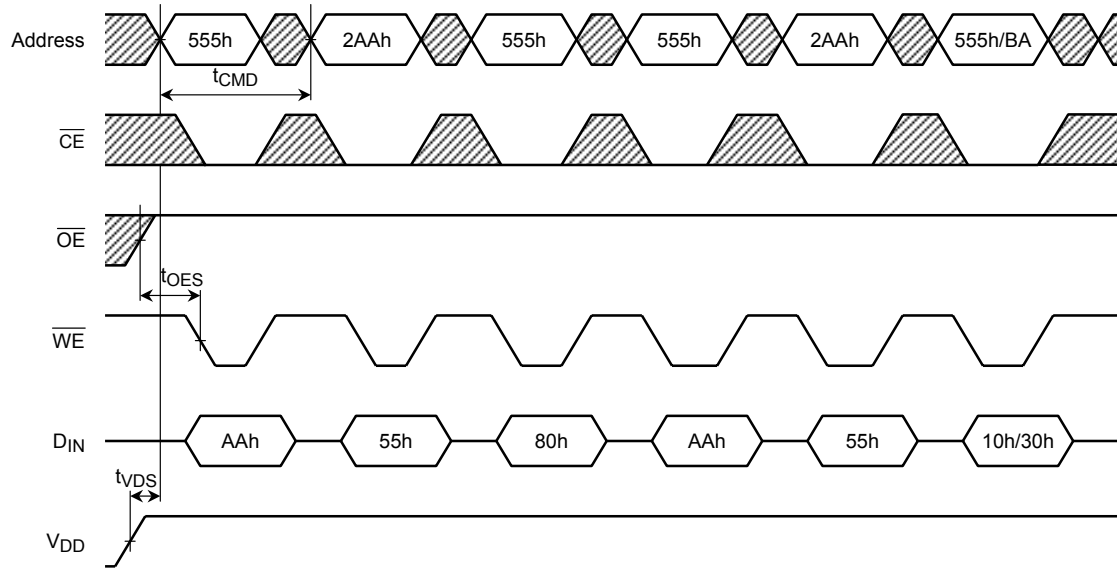 Address 555h 2AAh 555h 555h 2AAh 555h/BA
tCMD
CE
OE
tOES
WE
DIN AAh 55h 80h AAh 55h 10h/30h
tVDS
VDD